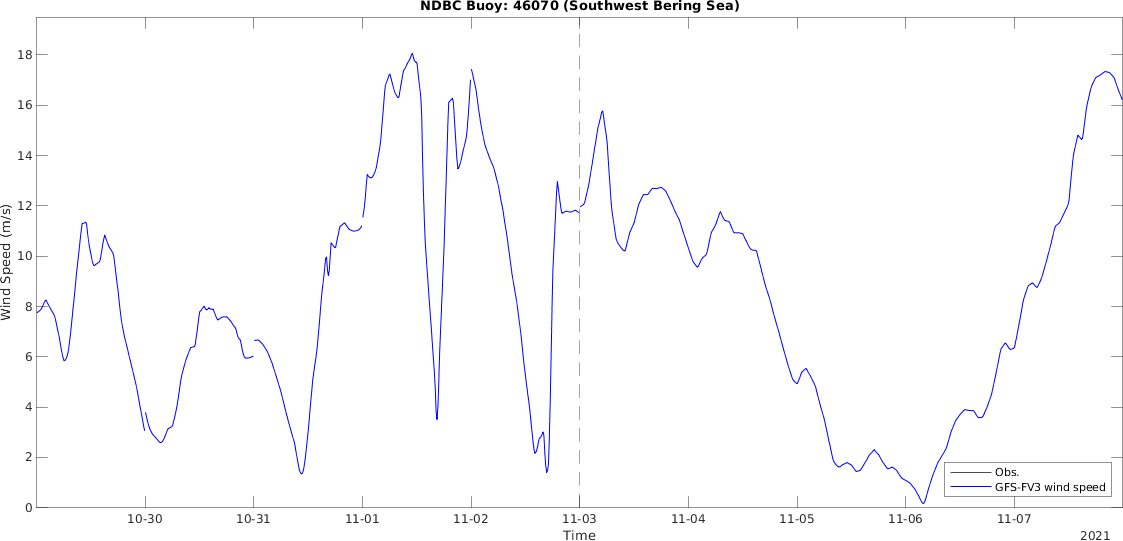 NDBC Buoy: 46070 (Southwest Bering Sea)
Wind Speed (m/s)
18
16
14
12
10
8
6
4
2
0
10-30 10-31 11-01 11-02 11-03 11-04 11-05 11-06 11-07
Time
2021
Obs.
GFS-FV3 wind speed